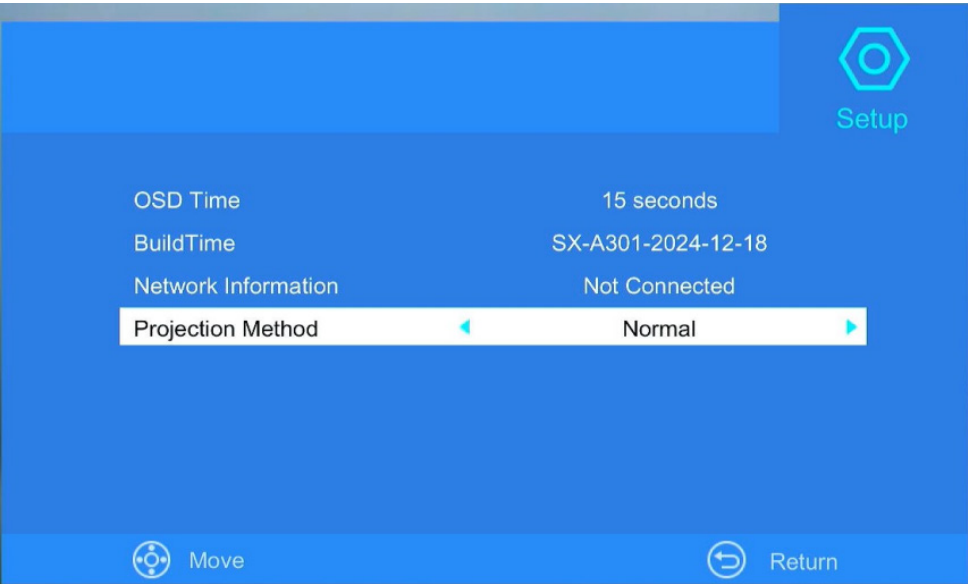 Setup
OSD Time 15 seconds
BuildTime SX-A301-2024-12-18
Network Information Not Connected
Projection Method Normal
Move Return